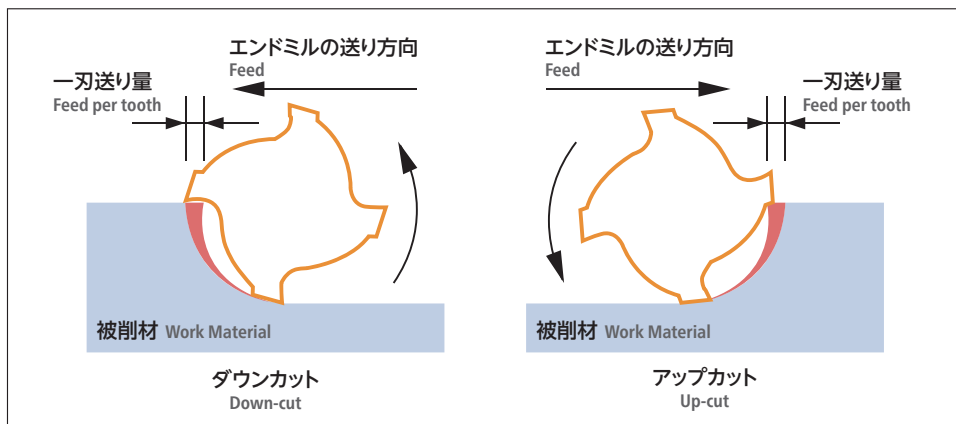 エンドミルの送り方向
Feed
一刃送り量
Feed per tooth
被削材 Work Material
ダウンカット
Down-cut
エンドミルの送り方向
Feed
一刃送り量
Feed per tooth
被削材 Work Material
アップカット
Up-cut